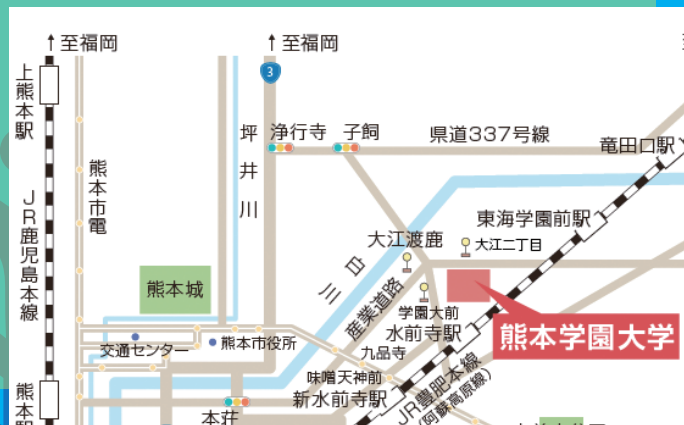 ↑至福岡
↑至福岡
3
上熊本駅
熊本市電
坪井川
浄行寺
子飼
県道337号線
竜田口駅
JR鹿児島本線
東海学園前駅
大江渡鹿
大江二丁目
白川
熊本城
産業道路
学園大前
水前寺駅
熊本学園大学
交通センター
熊本市役所
九品寺
味噌天神前
JR豊肥本線
(阿蘇高原線)
新水前寺駅
熊本駅
本荘